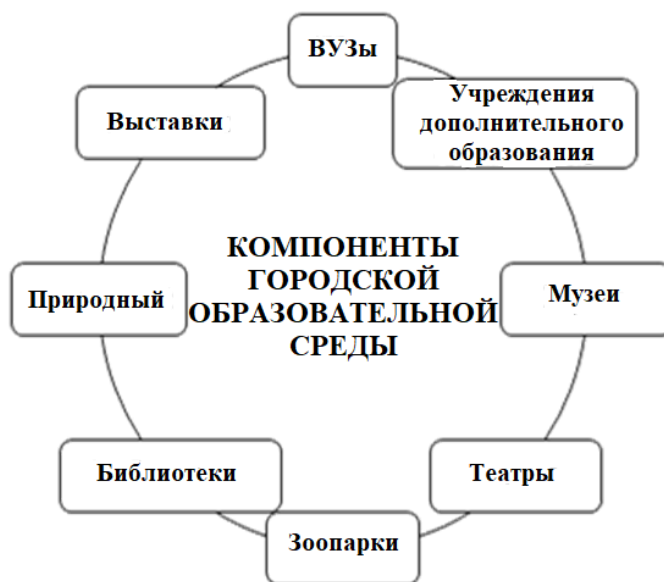 ВУЗы
Учреждения
дополнительного
образования
Выставки
КОМПОНЕНТЫ
ГОРОДСКОЙ
ОБРАЗОВАТЕЛЬНОЙ
СРЕДЫ
Природный
Музеи
Библиотеки
Театры
Зоопарки